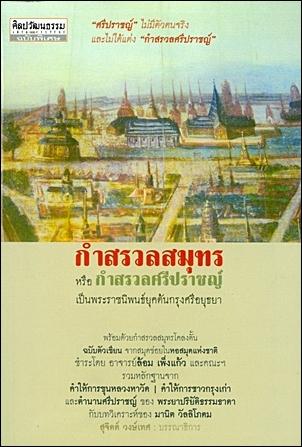 ศิลปวัฒนธรรม
ฉบับพิเศษ
“ศรีปราชญ์” ไม่มีตัวตนจริง
และไม่ได้แต่ง “กำสรวลศรีปราชญ์”
กำสรวลสมุทร
หรือ กำสรวลศรีปราชญ์
เป็นพระราชนิพนธ์ยุคต้นกรุงศรีอยุธยา
พร้อมด้วยกำสรวลสมุทรโคลงดั้น
ฉบับตัวเขียน จากสมุดข่อยในหอสมุดแห่งชาติ
ชำระโดย อาจารย์ล้อม เพ็งแก้ว และคณะฯ
รวมหลักฐานจาก
คำให้การขุนหลวงหาวัด | คำให้การชาวกรุงเก่า
และตำนานศรีปราชญ์ ของ พระยาปริยัติธรรมธาดา
กับบทวิเคราะห์ของ มานิต วัลลิโภดม
สุจิตต์ วงษ์เทศ : บรรณาธิการ